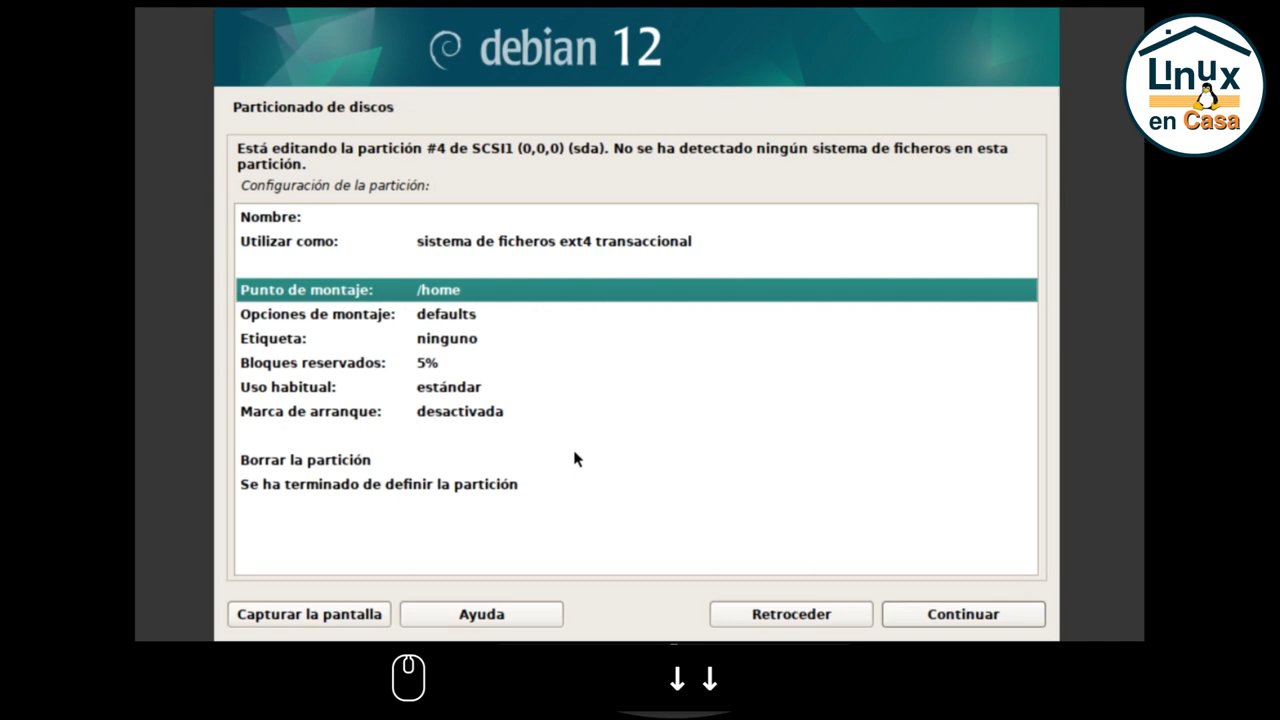 debian 12
Linux
en Casa
Particionado de discos
Está editando la partición #4 de SCSI1 (0,0,0) (sda). No se ha detectado ningún sistema de ficheros en esta
partición.
Configuración de la partición:
Nombre:
Utilizar como: sistema de ficheros ext4 transaccional
Punto de montaje: /home
Opciones de montaje: defaults
Etiqueta: ninguno
Bloques reservados: 5%
Uso habitual: estándar
Marca de arranque: desactivada
Borrar la partición
Se ha terminado de definir la partición
Capturar la pantalla Ayuda Retroceder Continuar